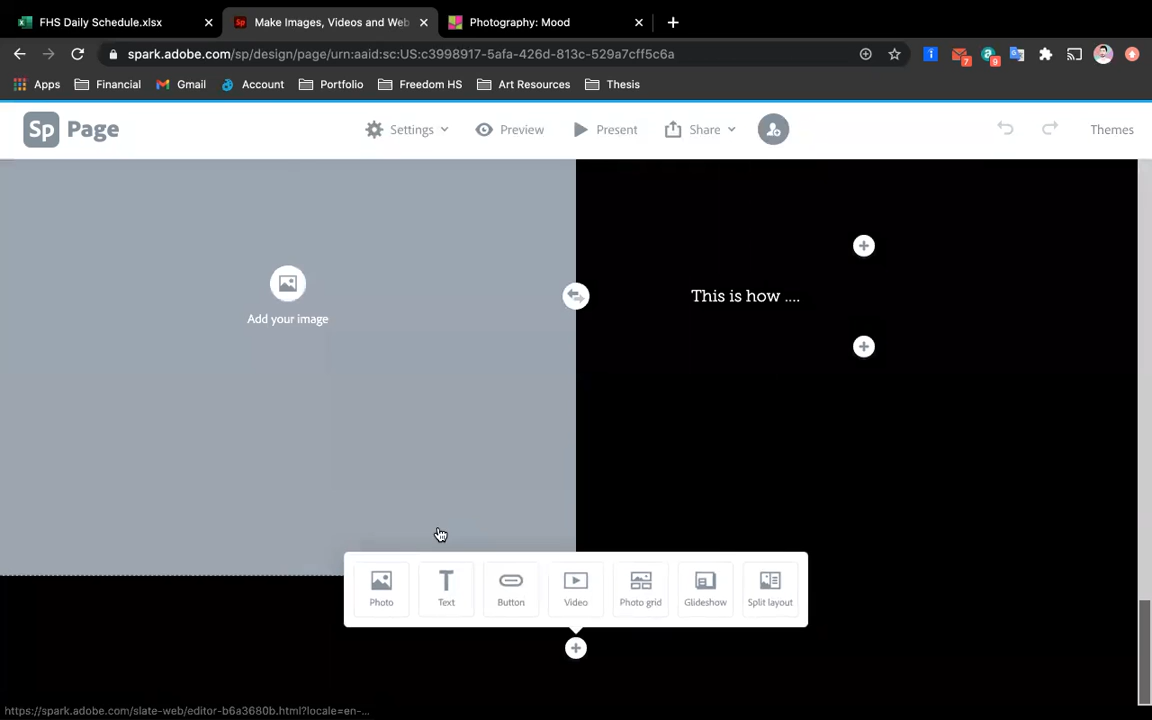 FHS Daily Schedule.xlsx
Make Images, Videos and Web
Photography: Mood
spark.adobe.com/sp/design/page/urn:aaid:sc:US:c3998917-5afa-426d-813c-529a7cff5c6a
7
9
Apps
Financial
Gmail
Account
Portfolio
Freedom HS
Art Resources
Thesis
Sp Page
Settings
Preview
Present
Share
Themes
This is how ....
Add your image
Photo
Text
Button
Video
Photo grid
Glideshow
Split layout
https://spark.adobe.com/slate-web/editor-b6a3680b.html?locale=en-...